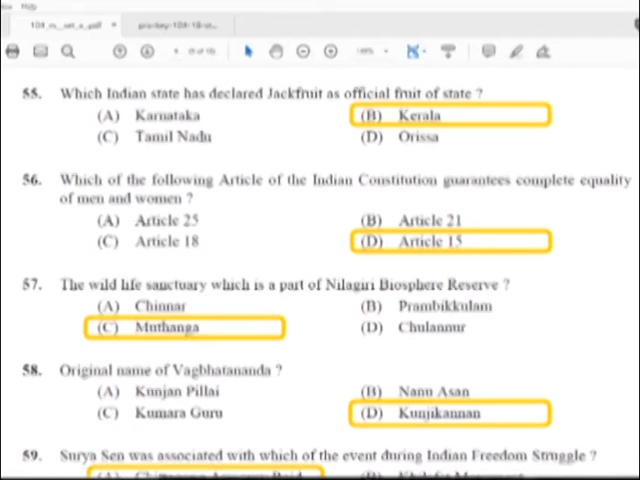 Help
55. Which Indian state has declared Jackfruit as official fruit of state ?
(A) Karnataka (B) Kerala
(C) Tamil Nadu (D) Orissa
56. Which of the following Article of the Indian Constitution guarantees complete equality
of men and women ?
(A) Article 25 (B) Article 21
(C) Article 18 (D) Article 15
57. The wild life sanctuary which is a part of Nilagiri Biosphere Reserve ?
(A) Chinnar (B) Prambikkulam
(C) Muthanga (D) Chulannur
58. Original name of Vagbhatananda ?
(A) Kunjan Pillai (B) Nanu Asan
(C) Kumara Guru (D) Kunjikannan
59. Surya Sen was associated with which of the event during Indian Freedom Struggle ?